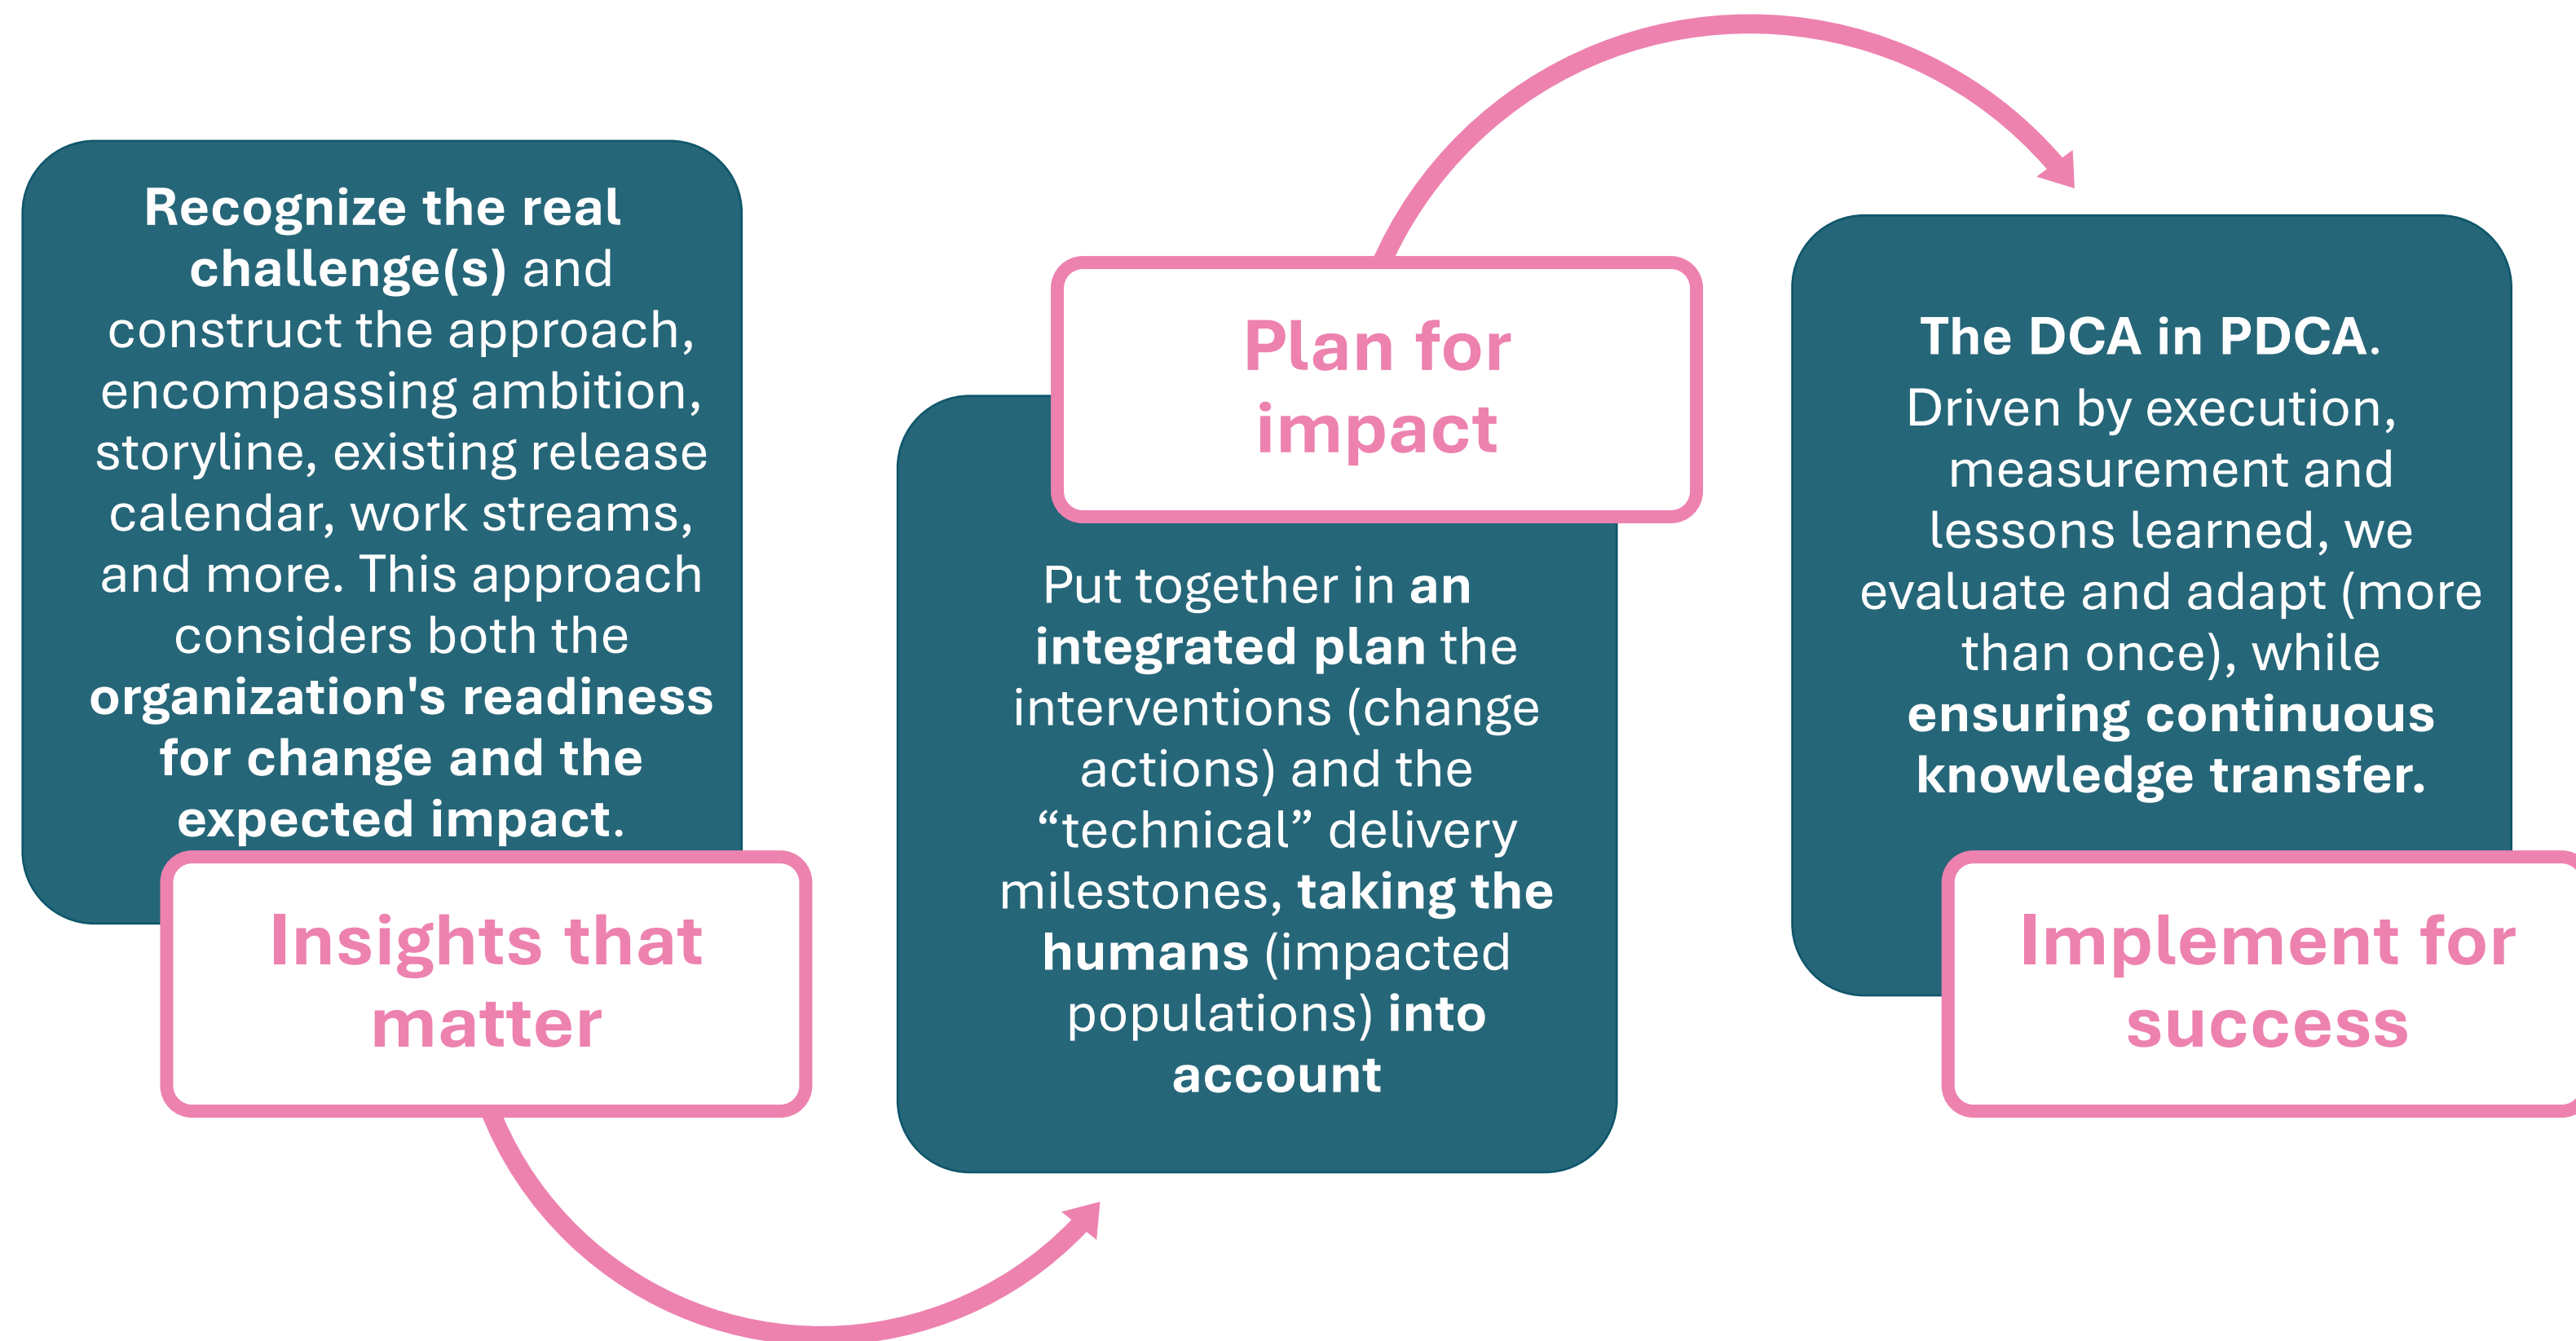 Recognize the real
challenge(s) and
construct the approach,
encompassing ambition,
storyline, existing release
calendar, work streams,
and more. This approach
considers both the
organization's readiness
for change and the
expected impact.
Insights that
matter
Plan for
impact
Put together in an
integrated plan the
interventions (change
actions) and the
“technical” delivery
milestones, taking the
humans (impacted
populations) into
account
The DCA in PDCA.
Driven by execution,
measurement and
lessons learned, we
evaluate and adapt (more
than once), while
ensuring continuous
knowledge transfer.
Implement for
success